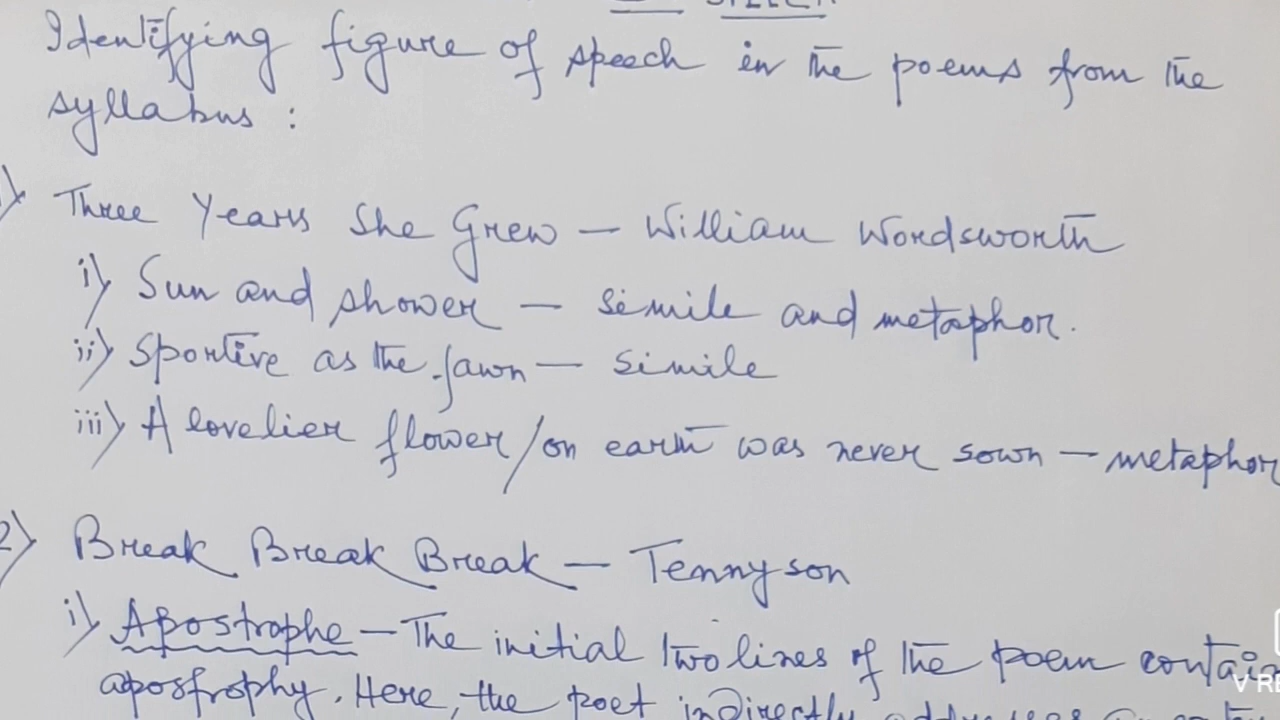 Identifying figure of speech in the poems from the
syllabus :
Three Years She Grew — William Wordsworth
i) Sun and shower — simile and metaphor.
ii) Sportive as the fawn — simile
iii) A lovelier flower/on earth was never sown — metaphor
2) Break Break Break — Tennyson
i) Apostrophe — The initial two lines of the poem contain
apostrophy. Here, the poet indirectly addresses